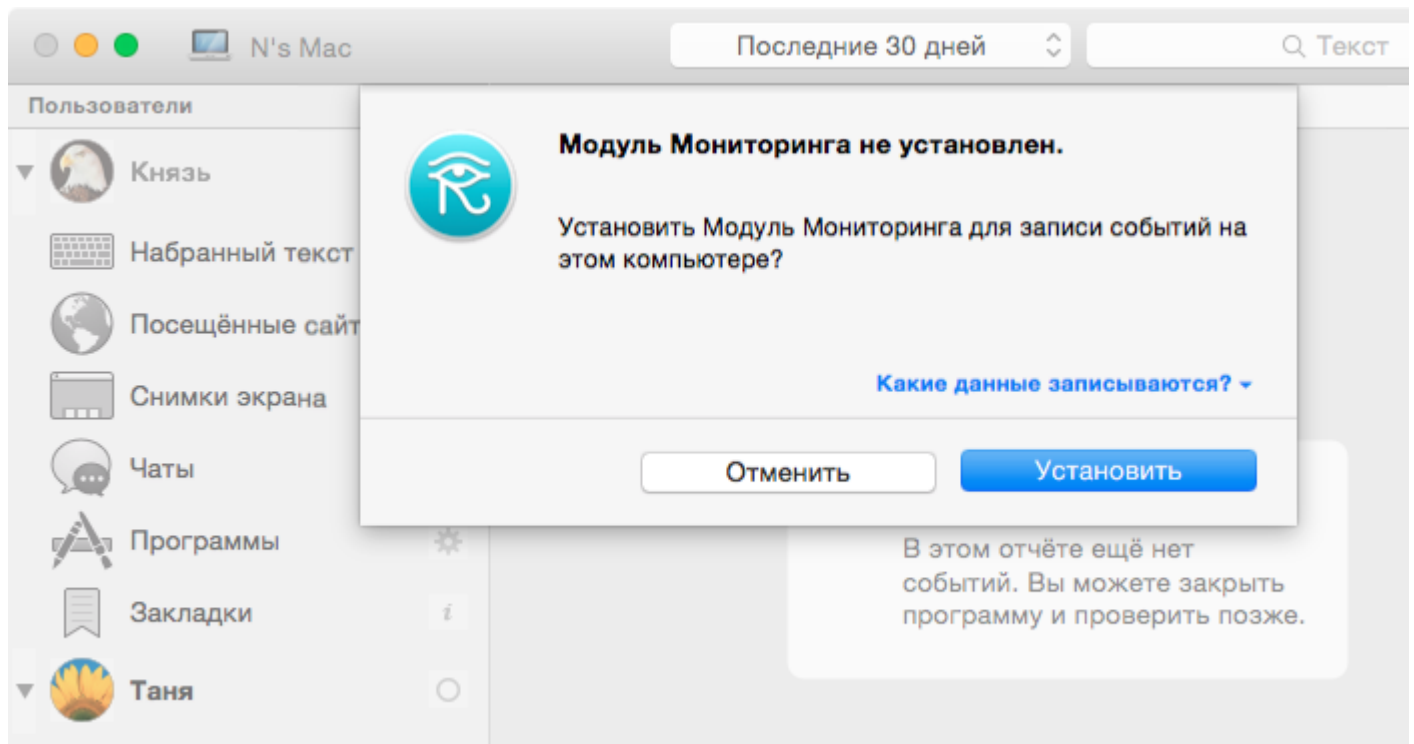 N's Mac
Последние 30 дней
Текст
Пользователи
Князь
Набранный текст
Посещённые сайт
Снимки экрана
Чаты
Программы
Закладки
i
Таня
Модуль Мониторинга не установлен.
Установить Модуль Мониторинга для записи событий на
этом компьютере?
Какие данные записываются?
Отменить
Установить
В этом отчёте ещё нет
событий. Вы можете закрыть
программу и проверить позже.